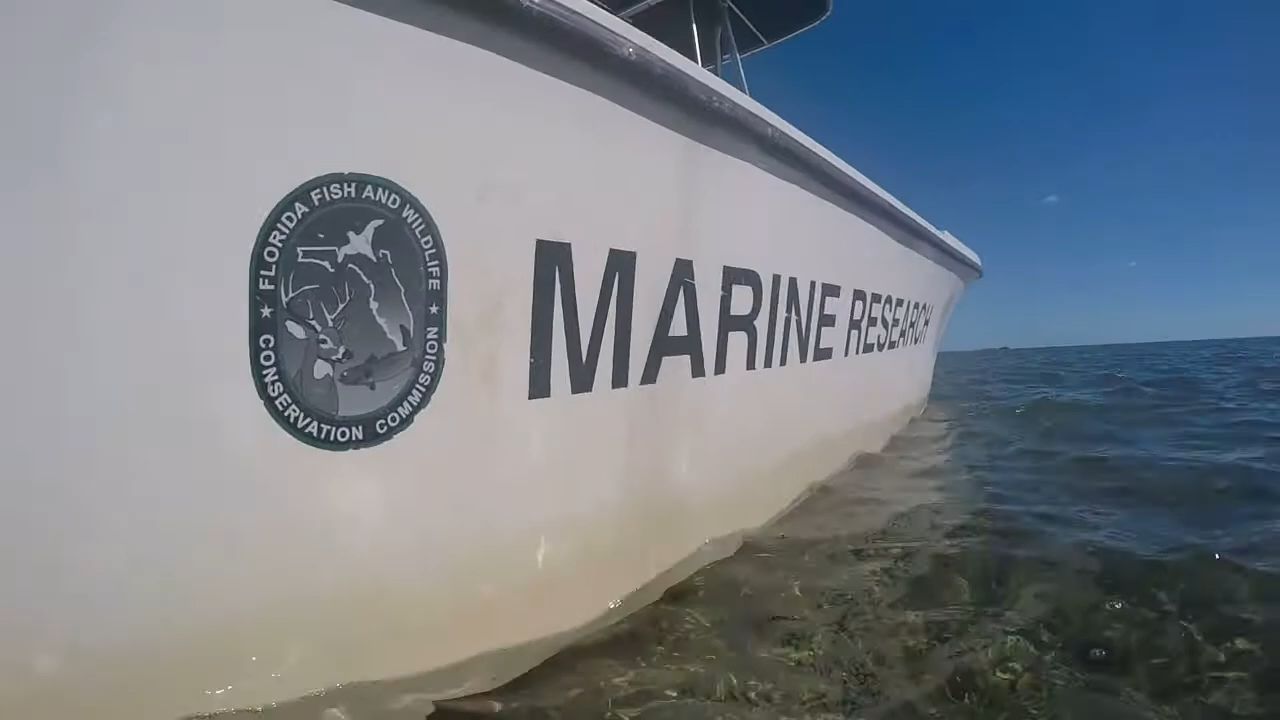 FLORIDA FISH AND WILDLIFE
CONSERVATION COMMISSION
MARINE RESEARCH